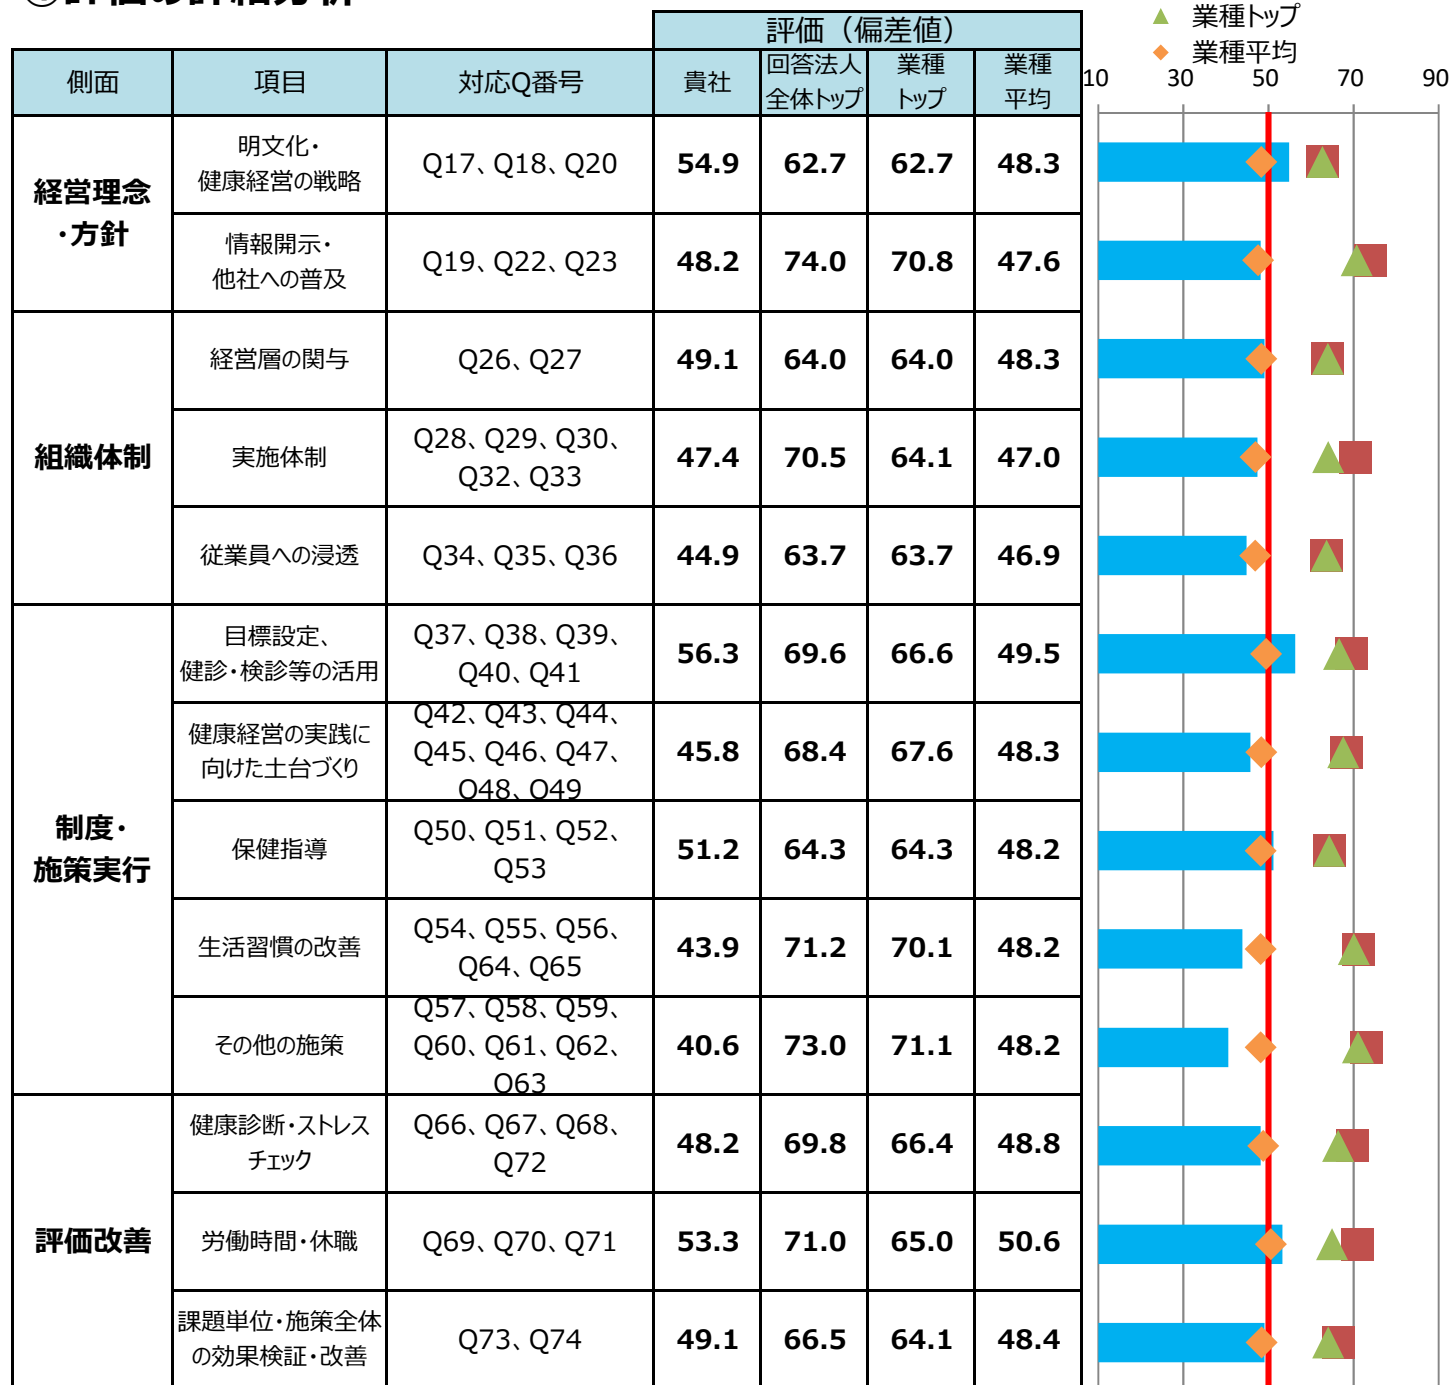 ①評価の詳細分析
▲ 業種トップ
◆ 業種平均
評価（偏差値）
側面 項目 対応Q番号 貴社 回答法人 業種 業種
全体トップ トップ 平均
10 30 50 70 90
経営理念
・方針
明文化・
健康経営の戦略
Q17、Q18、Q20 54.9 62.7 62.7 48.3
情報開示・
他社への普及
Q19、Q22、Q23 48.2 74.0 70.8 47.6
組織体制
経営層の関与 Q26、Q27 49.1 64.0 64.0 48.3
実施体制
Q28、Q29、Q30、
Q32、Q33
47.4 70.5 64.1 47.0
従業員への浸透 Q34、Q35、Q36 44.9 63.7 63.7 46.9
制度・
施策実行
目標設定、
健診・検診等の活用
Q37、Q38、Q39、
Q40、Q41
56.3 69.6 66.6 49.5
健康経営の実践に
向けた土台づくり
Q42、Q43、Q44、
Q45、Q46、Q47、
Q48、Q49
45.8 68.4 67.6 48.3
保健指導
Q50、Q51、Q52、
Q53
51.2 64.3 64.3 48.2
生活習慣の改善
Q54、Q55、Q56、
Q64、Q65
43.9 71.2 70.1 48.2
その他の施策
Q57、Q58、Q59、
Q60、Q61、Q62、
Q63
40.6 73.0 71.1 48.2
評価改善
健康診断・ストレス
チェック
Q66、Q67、Q68、
Q72
48.2 69.8 66.4 48.8
労働時間・休職 Q69、Q70、Q71 53.3 71.0 65.0 50.6
課題単位・施策全体
の効果検証・改善
Q73、Q74 49.1 66.5 64.1 48.4